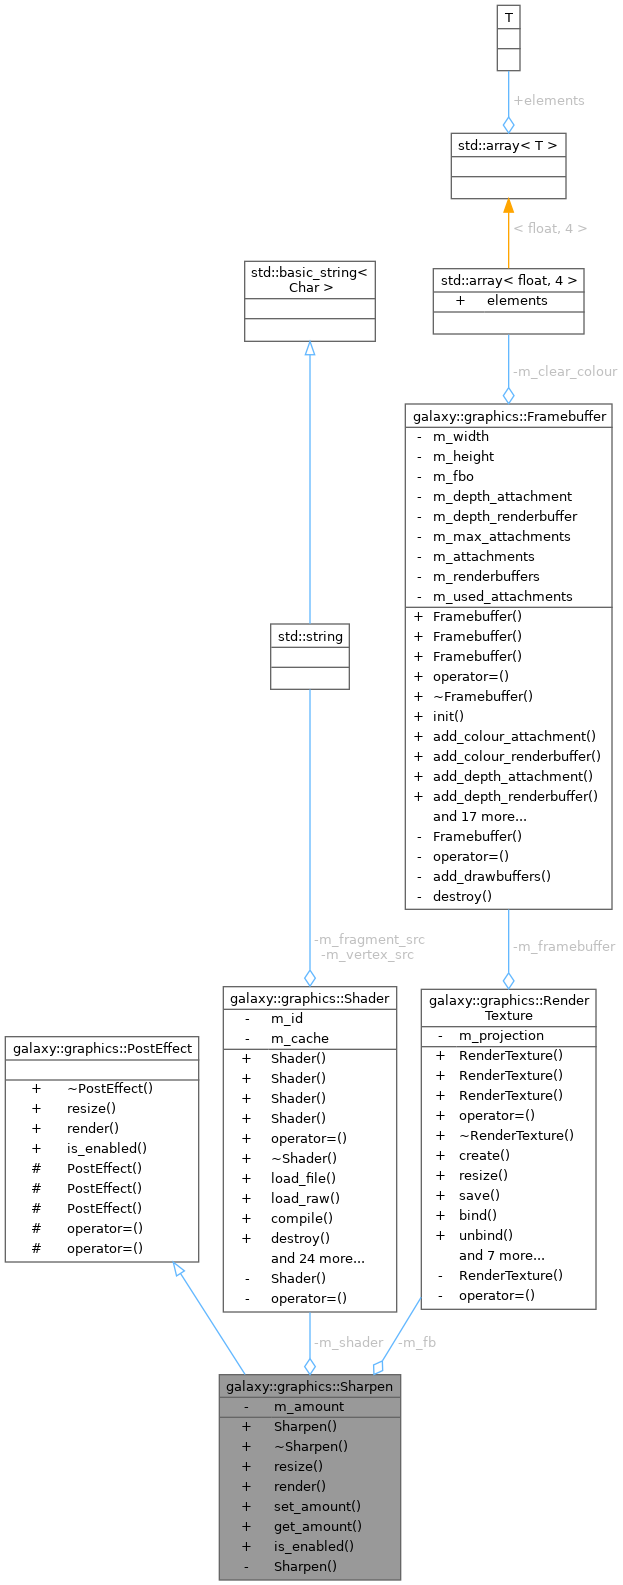 T
+elements
std::array< T >
< float, 4 >
std::basic_string<
Char >
std::array< float, 4 >
+ elements
-m_clear_colour
galaxy::graphics::Framebuffer
- m_width
- m_height
- m_fbo
- m_depth_attachment
- m_depth_renderbuffer
- m_max_attachments
- m_attachments
- m_renderbuffers
- m_used_attachments
+ Framebuffer()
+ Framebuffer()
+ Framebuffer()
+ operator=()
+ ~Framebuffer()
+ init()
+ add_colour_attachment()
+ add_colour_renderbuffer()
+ add_depth_attachment()
+ add_depth_renderbuffer()
and 17 more...
- Framebuffer()
- operator=()
- add_drawbuffers()
- destroy()
std::string
-m_fragment_src
-m_vertex_src
-m_framebuffer
galaxy::graphics::Shader
- m_id
- m_cache
+ Shader()
+ Shader()
+ Shader()
+ Shader()
+ operator=()
+ ~Shader()
+ load_file()
+ load_raw()
+ compile()
+ destroy()
and 24 more...
- Shader()
- operator=()
galaxy::graphics::Render
Texture
- m_projection
+ RenderTexture()
+ RenderTexture()
+ RenderTexture()
+ operator=()
+ ~RenderTexture()
+ create()
+ resize()
+ save()
+ bind()
+ unbind()
and 7 more...
- RenderTexture()
- operator=()
galaxy::graphics::PostEffect
+ ~PostEffect()
+ resize()
+ render()
+ is_enabled()
# PostEffect()
# PostEffect()
# PostEffect()
# operator=()
# operator=()
-m_shader
-m_fb
galaxy::graphics::Sharpen
- m_amount
+ Sharpen()
+ ~Sharpen()
+ resize()
+ render()
+ set_amount()
+ get_amount()
+ is_enabled()
- Sharpen()